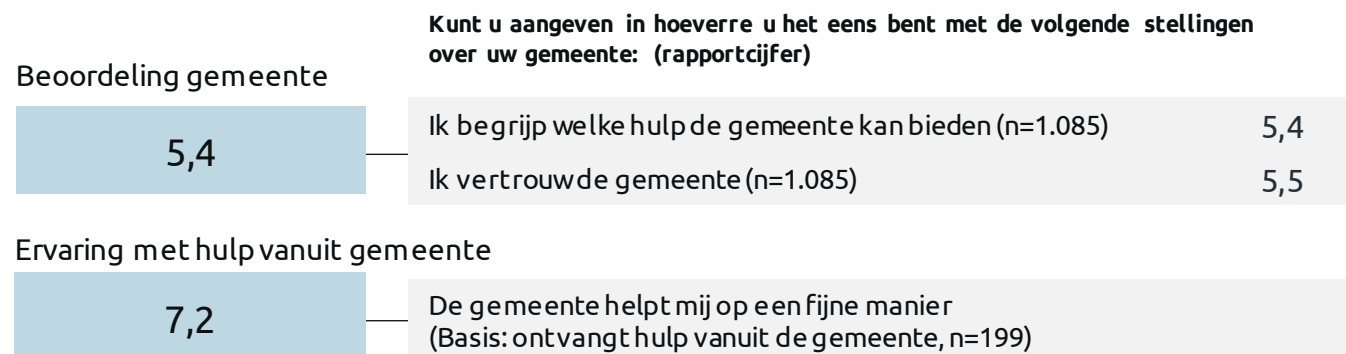 Kunt u aangeven in hoeverre u het eens bent met de volgende stellingen
over uw gemeente: (rapportcijfer)
Beoordeling gemeente
5,4
Ik begrijp welke hulp de gemeente kan bieden (n=1.085) 5,4
Ik vertrouw de gemeente (n=1.085) 5,5
Ervaring met hulp vanuit gemeente
7,2
De gemeente helpt mij op een fijne manier
(Basis: ontvangt hulp vanuit de gemeente, n=199)